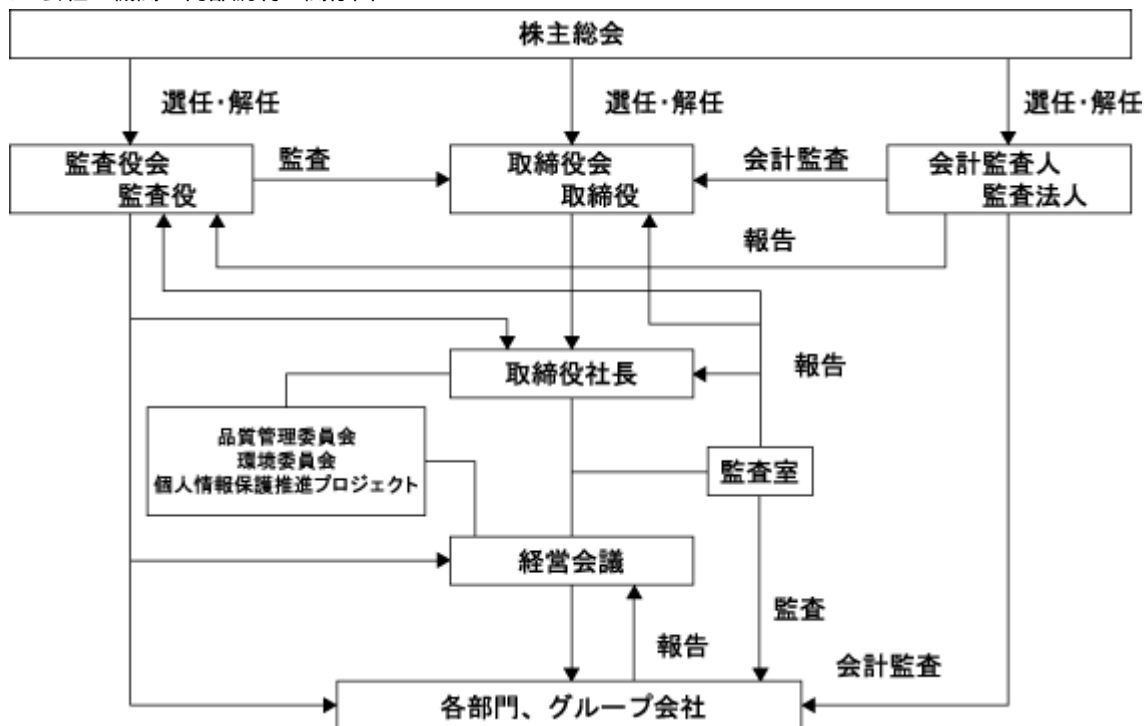 株主総会
選任・解任
選任・解任
選任・解任
監査役会
監査役
監査
取締役会
取締役
会計監査
会計監査人
監査法人
報告
取締役社長
報告
品質管理委員会
環境委員会
個人情報保護推進プロジェクト
監査室
経営会議
監査
報告
会計監査
各部門、グループ会社